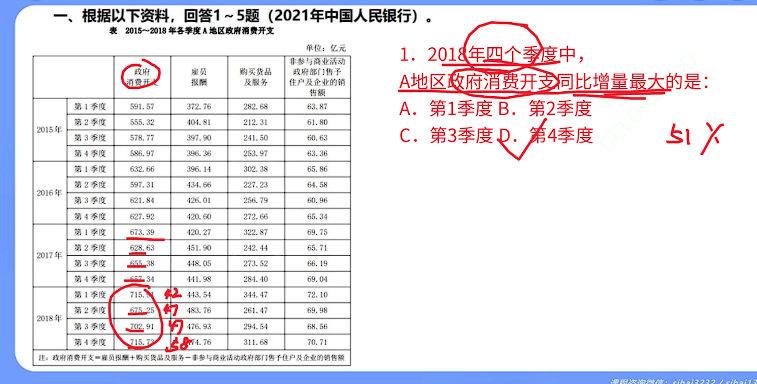 一、根据以下资料，回答1～5题（2021年中国人民银行）。
表 2015～2018年各季度A地区政府消费开支
单位：亿元
政府消费开支 雇员报酬 购买货品及服务 非参与商业活动政府部门售予住户及企业的销售额
2015年 第1季度 591.57 372.76 282.68 63.87
第2季度 555.32 404.81 212.31 61.80
第3季度 578.77 397.90 241.50 60.63
第4季度 586.97 396.36 253.97 63.36
2016年 第1季度 632.66 396.14 302.38 65.86
第2季度 597.31 434.66 227.23 64.58
第3季度 621.84 426.01 256.79 60.96
第4季度 627.92 420.60 272.66 65.34
2017年 第1季度 673.39 420.27 322.87 69.75
第2季度 628.63 451.90 242.44 65.71
第3季度 655.38 448.05 273.52 66.19
第4季度 657.34 441.98 284.40 69.04
2018年 第1季度 715. 42 443.54 344.47 72.10
第2季度 675.25 47 483.76 261.47 69.98
第3季度 702.91 47 476.93 294.54 68.56
第4季度 715.73 58 474.76 311.68 70.71
注：政府消费开支＝雇员报酬＋购买货品及服务－非参与商业活动政府部门售予住户及企业的销售额
1. 2018年四个季度中，
A地区政府消费开支同比增量最大的是：
A. 第1季度 B. 第2季度
C. 第3季度 D. 第4季度
51